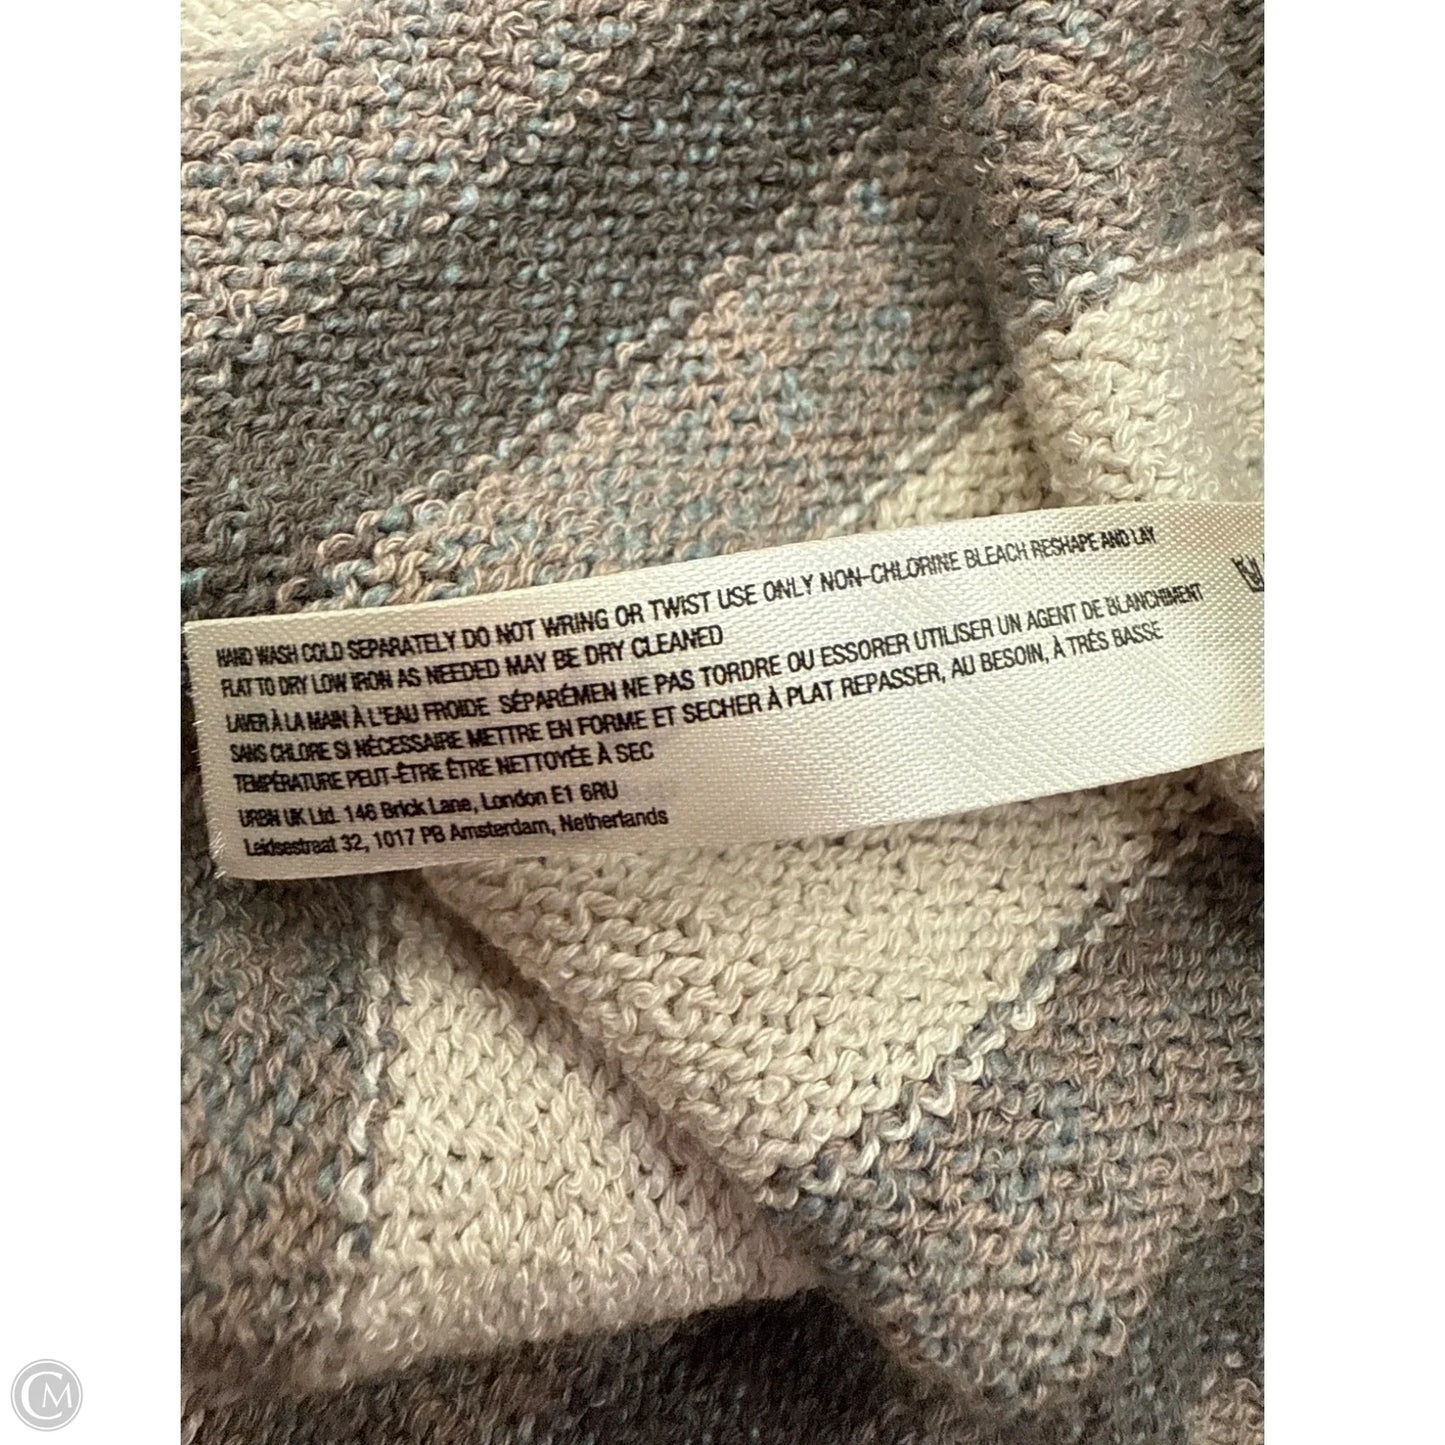 HAND WASH COLD SEPARATELY DO NOT WRING OR TWIST USE ONLY NON-CHLORINE BLEACH RESHAPE AND LAY
FLAT TO DRY LOW IRON AS NEEDED MAY BE DRY CLEANED
LAVER À LA MAIN À L'EAU FROIDE SÉPARÉMEN NE PAS TORDRE OU ESSORER UTILISER UN AGENT DE BLANCHIMENT
SANS CHLORE SI NÉCESSAIRE METTRE EN FORME ET SECHER À PLAT REPASSER, AU BESOIN, À TRÉS BASSE
TEMPÉRATURE PEUT-ÊTRE ÊTRE NETTOYÉE À SEC
URBN UK Ltd. 146 Brick Lane, London E1 6RU
Leidsestraat 32, 1017 PB Amsterdam, Netherlands
CM